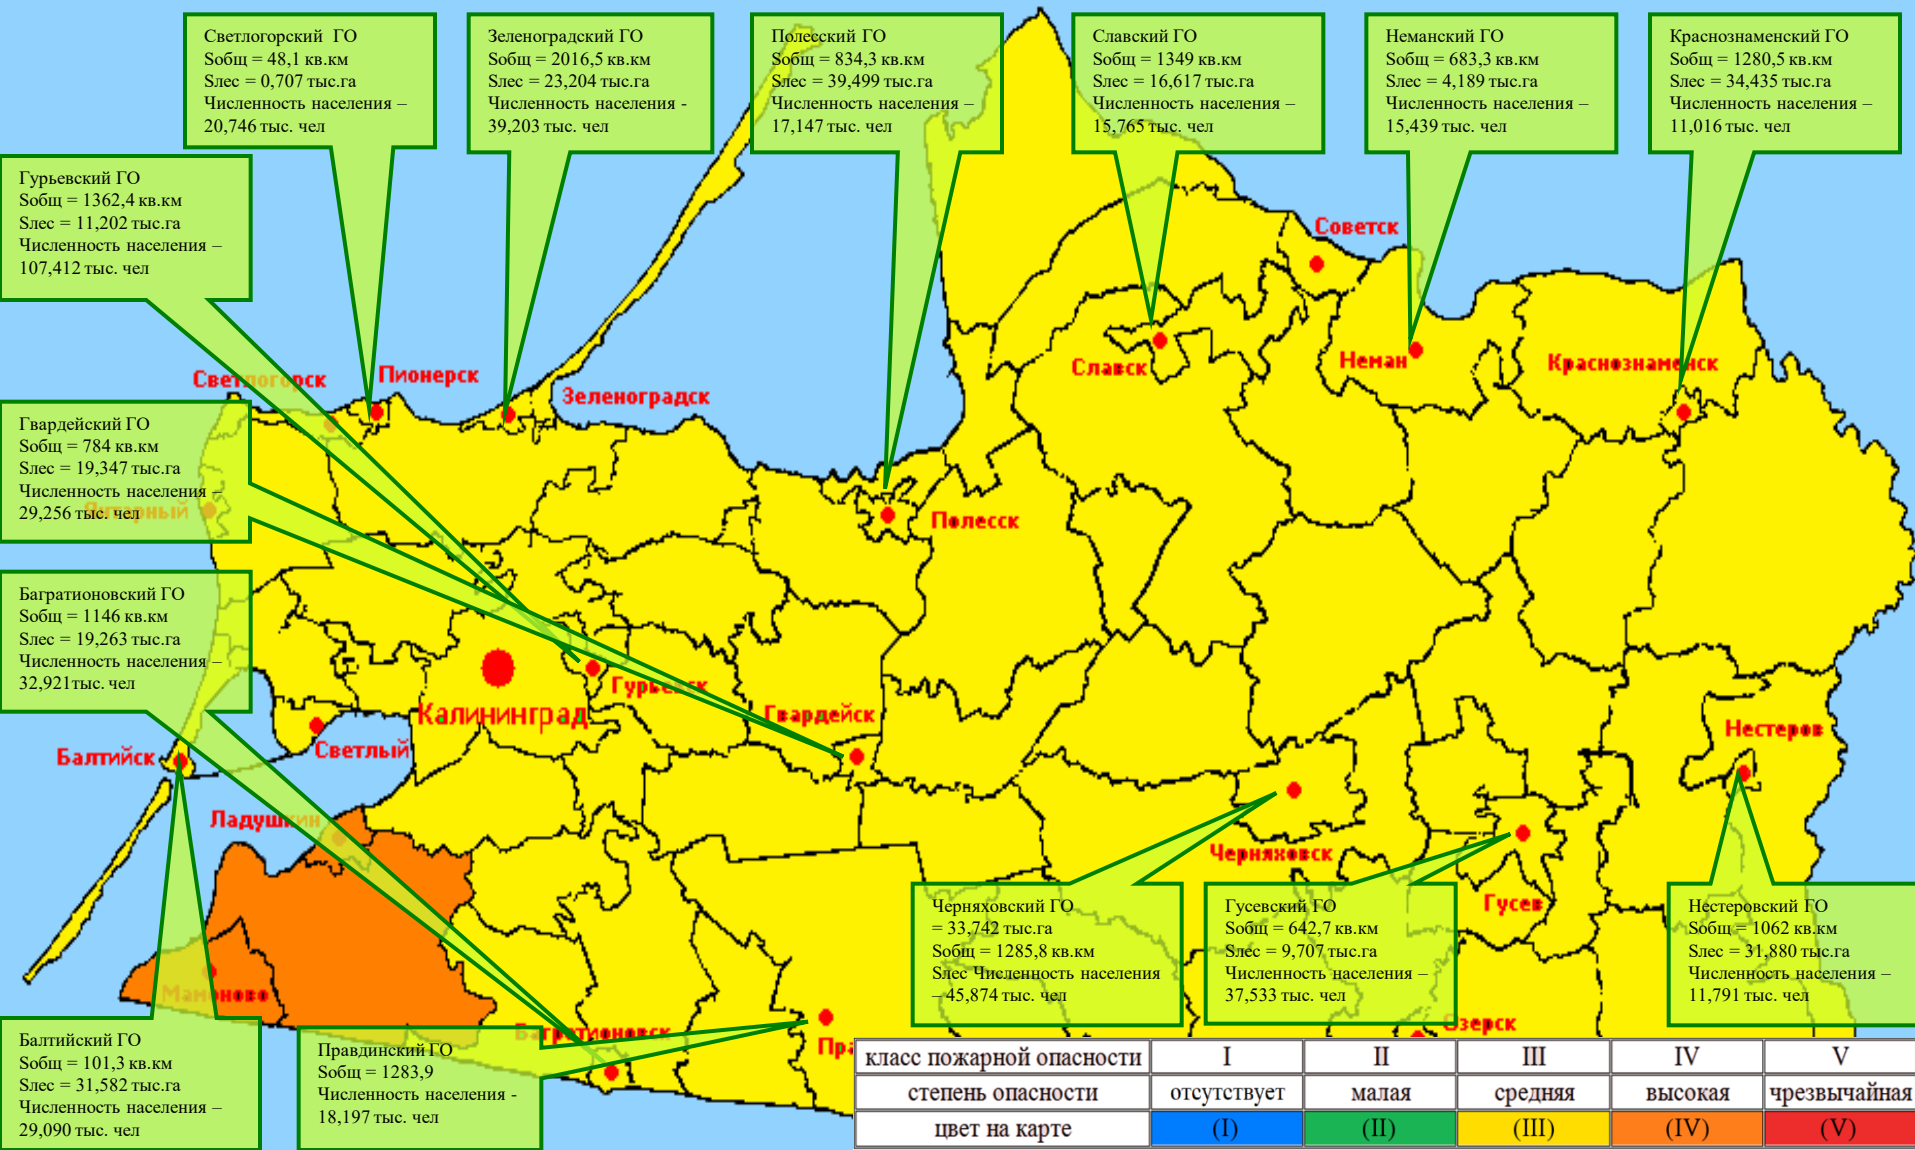 Светлогорский ГО
Sобщ = 48,1 кв.км
Sлес = 0,707 тыс.га
Численность населения –
20,746 тыс. чел
Зеленоградский ГО
Sобщ = 2016,5 кв.км
Sлес = 23,204 тыс.га
Численность населения -
39,203 тыс. чел
Полесский ГО
Sобщ = 834,3 кв.км
Sлес = 39,499 тыс.га
Численность населения –
17,147 тыс. чел
Славский ГО
Sобщ = 1349 кв.км
Sлес = 16,617 тыс.га
Численность населения –
15,765 тыс. чел
Неманский ГО
Sобщ = 683,3 кв.км
Sлес = 4,189 тыс.га
Численность населения –
15,439 тыс. чел
Краснознаменский ГО
Sобщ = 1280,5 кв.км
Sлес = 34,435 тыс.га
Численность населения –
11,016 тыс. чел
Гурьевский ГО
Sобщ = 1362,4 кв.км
Sлес = 11,202 тыс.га
Численность населения –
107,412 тыс. чел
Советск
Славск
Неман
Краснознаменск
Светлогорск
Пионерск
Зеленоградск
Гвардейский ГО
Sобщ = 784 кв.км
Sлес = 19,347 тыс.га
Численность населения –
29,256 тыс. чел
Янтарный
Полесск
Багратионовский ГО
Sобщ = 1146 кв.км
Sлес = 19,263 тыс.га
Численность населения –
32,921тыс. чел
Гурьевск
Калининград
Гвардейск
Нестеров
Балтийск
Светлый
Ладушкин
Черняховск
Гусев
Черняховский ГО
= 33,742 тыс.га
Sобщ = 1285,8 кв.км
Sлес Численность населения
– 45,874 тыс. чел
Гусевский ГО
Sобщ = 642,7 кв.км
Sлес = 9,707 тыс.га
Численность населения –
37,533 тыс. чел
Нестеровский ГО
Sобщ = 1062 кв.км
Sлес = 31,880 тыс.га
Численность населения –
11,791 тыс. чел
Мамоново
Багратионовск
Озерск
Пра
Балтийский ГО
Sобщ = 101,3 кв.км
Sлес = 31,582 тыс.га
Численность населения –
29,090 тыс. чел
Правдинский ГО
Sобщ = 1283,9
Численность населения -
18,197 тыс. чел
класс пожарной опасности I II III IV V
степень опасности отсутствует малая средняя высокая чрезвычайная
цвет на карте (I) (II) (III) (IV) (V)